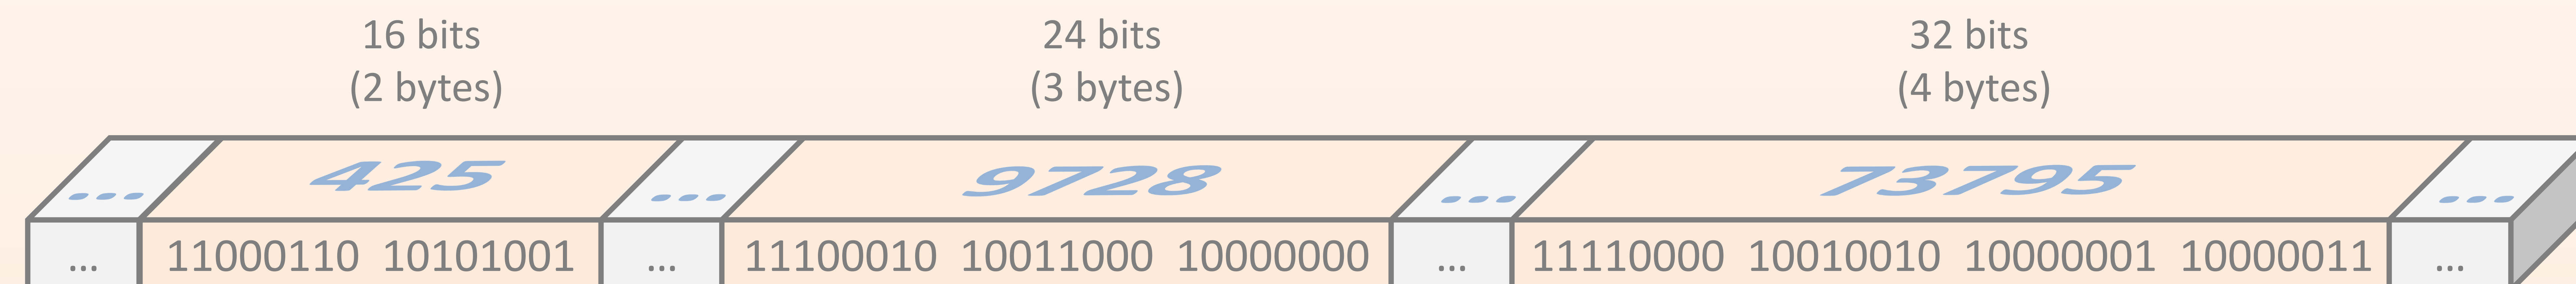 16 bits
(2 bytes)
24 bits
(3 bytes)
32 bits
(4 bytes)
... 425 ... 9728 ... 73795 ...
... 11000110 10101001 ... 11100010 10011000 10000000 ... 11110000 10010010 10000001 10000011 ...